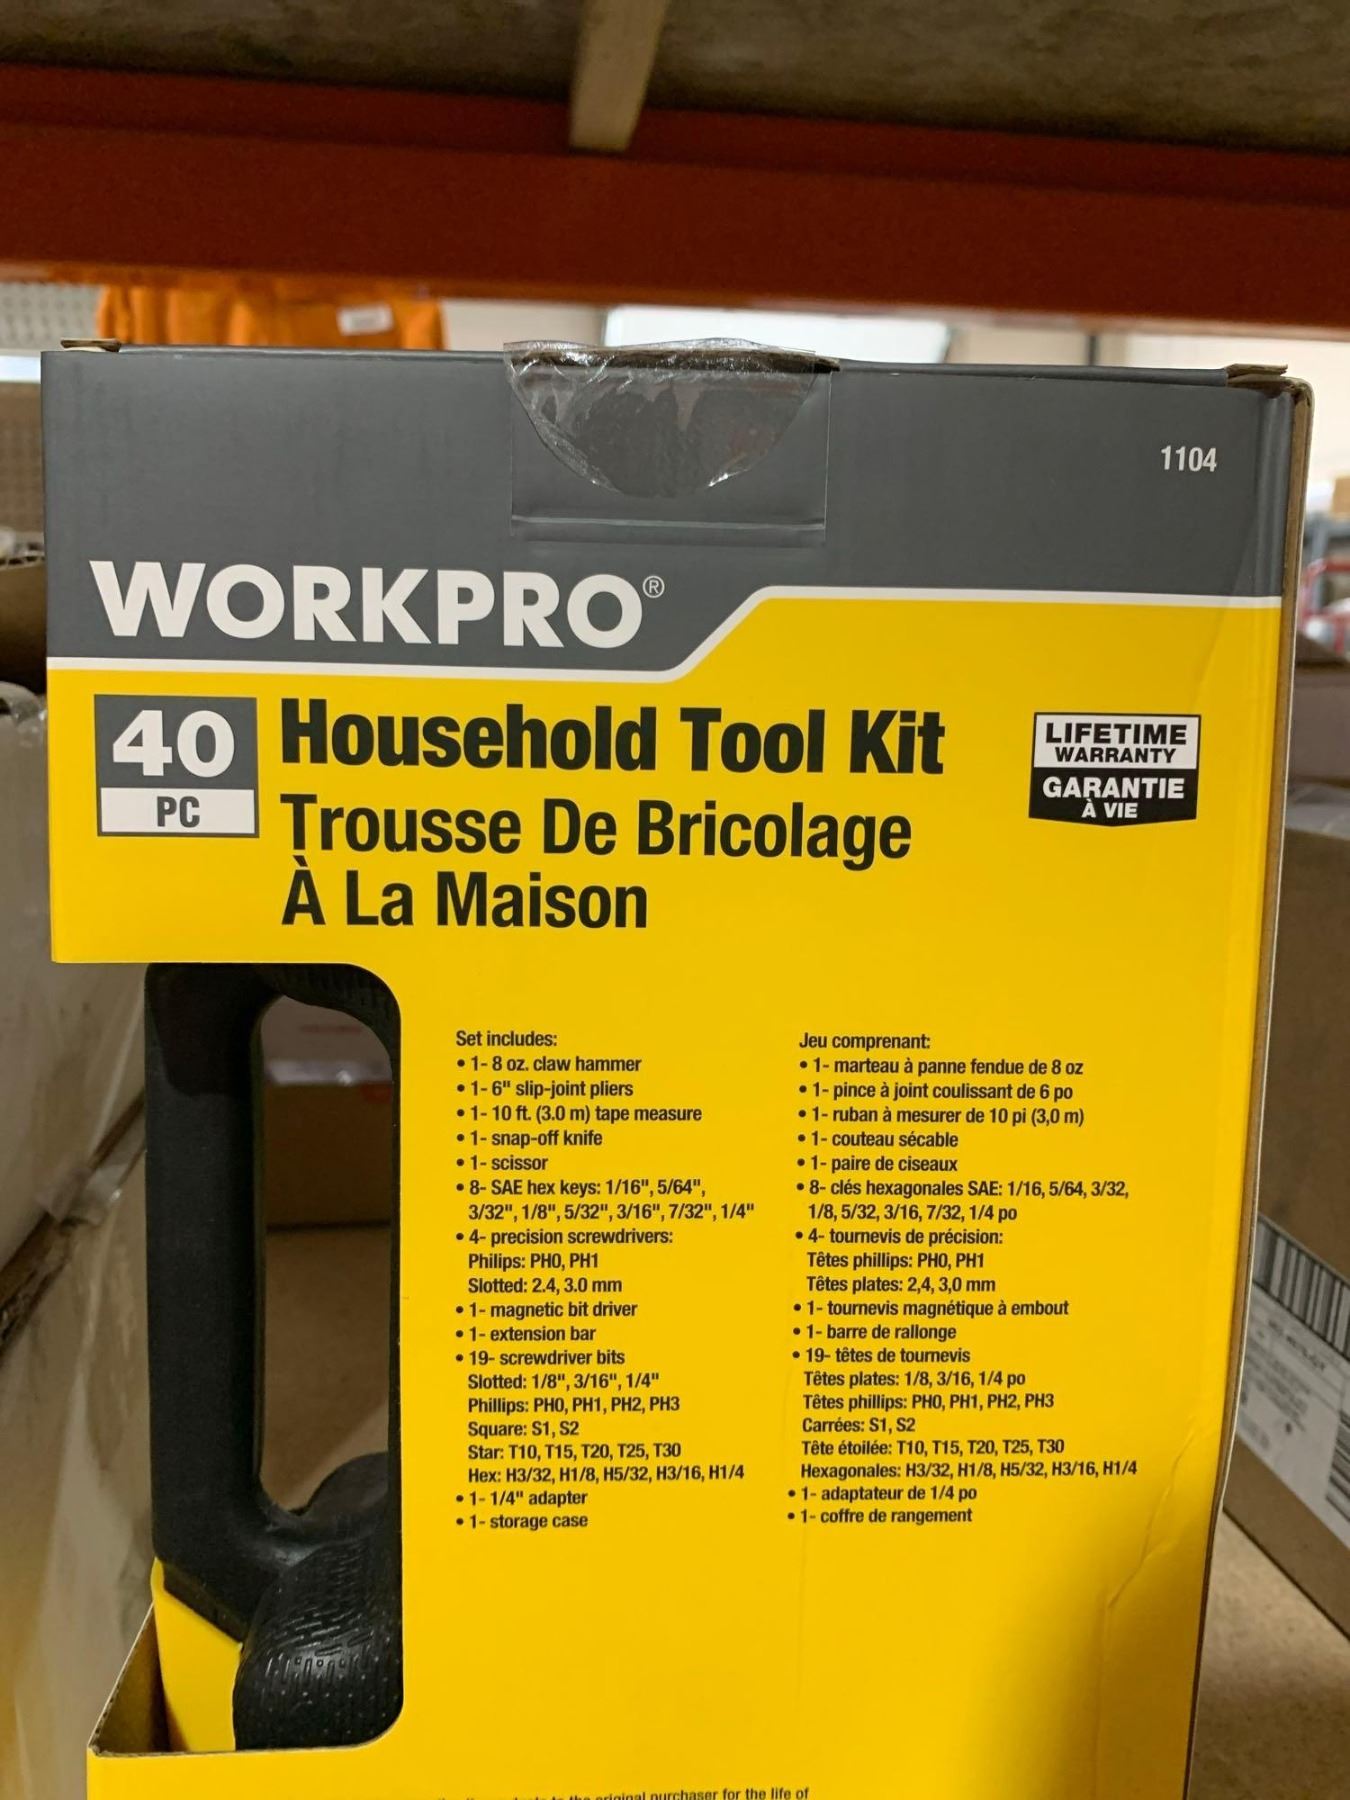 1104
WORKPRO®
40
PC
Household Tool Kit
Trousse De Bricolage
À La Maison
LIFETIME
WARRANTY
GARANTIE
À VIE
Set includes:
• 1- 8 oz. claw hammer
• 1- 6" slip-joint pliers
• 1- 10 ft. (3.0 m) tape measure
• 1- snap-off knife
• 1- scissor
• 8- SAE hex keys: 1/16", 5/64",
3/32", 1/8", 5/32", 3/16", 7/32", 1/4"
• 4- precision screwdrivers:
Philips: PH0, PH1
Slotted: 2.4, 3.0 mm
• 1- magnetic bit driver
• 1- extension bar
• 19- screwdriver bits
Slotted: 1/8", 3/16", 1/4"
Phillips: PH0, PH1, PH2, PH3
Square: S1, S2
Star: T10, T15, T20, T25, T30
Hex: H3/32, H1/8, H5/32, H3/16, H1/4
• 1- 1/4" adapter
• 1- storage case
Jeu comprenant:
• 1- marteau à panne fendue de 8 oz
• 1- pince à joint coulissant de 6 po
• 1- ruban à mesurer de 10 pi (3,0 m)
• 1- couteau sécable
• 1- paire de ciseaux
• 8- clés hexagonales SAE: 1/16, 5/64, 3/32,
1/8, 5/32, 3/16, 7/32, 1/4 po
• 4- tournevis de précision:
Têtes phillips: PH0, PH1
Têtes plates: 2,4, 3,0 mm
• 1- tournevis magnétique à embout
• 1- barre de rallonge
• 19- têtes de tournevis
Têtes plates: 1/8, 3/16, 1/4 po
Têtes phillips: PH0, PH1, PH2, PH3
Carrées: S1, S2
Tête étoilée: T10, T15, T20, T25, T30
Hexagonales: H3/32, H1/8, H5/32, H3/16, H1/4
• 1- adaptateur de 1/4 po
• 1- coffre de rangement
to the original purchaser for the life of